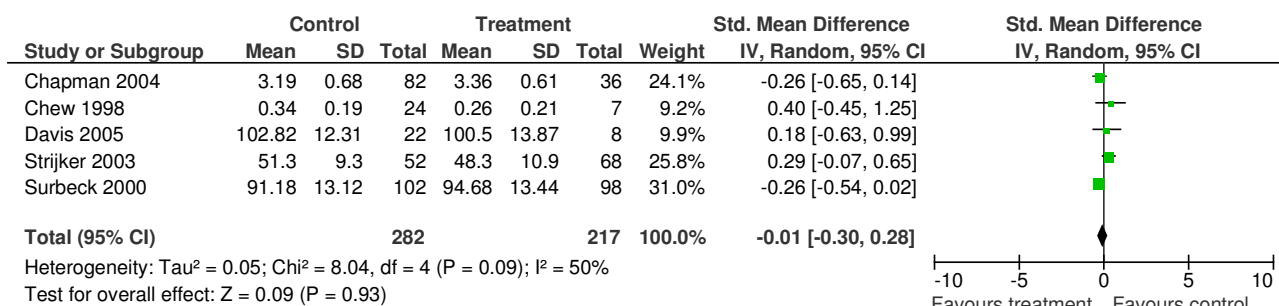 Control Treatment Std. Mean Difference Std. Mean Difference
Study or Subgroup Mean SD Total Mean SD Total Weight IV, Random, 95% CI IV, Random, 95% CI
Chapman 2004 3.19 0.68 82 3.36 0.61 36 24.1% -0.26 [-0.65, 0.14]
Chew 1998 0.34 0.19 24 0.26 0.21 7 9.2% 0.40 [-0.45, 1.25]
Davis 2005 102.82 12.31 22 100.5 13.87 8 9.9% 0.18 [-0.63, 0.99]
Strijker 2003 51.3 9.3 52 48.3 10.9 68 25.8% 0.29 [-0.07, 0.65]
Surbeck 2000 91.18 13.12 102 94.68 13.44 98 31.0% -0.26 [-0.54, 0.02]
Total (95% CI) 282 217 100.0% -0.01 [-0.30, 0.28]
Heterogeneity: Tau² = 0.05; Chi² = 8.04, df = 4 (P = 0.09); I² = 50%
Test for overall effect: Z = 0.09 (P = 0.93)
-10 -5 0 5 10
Favours treatment Favours control